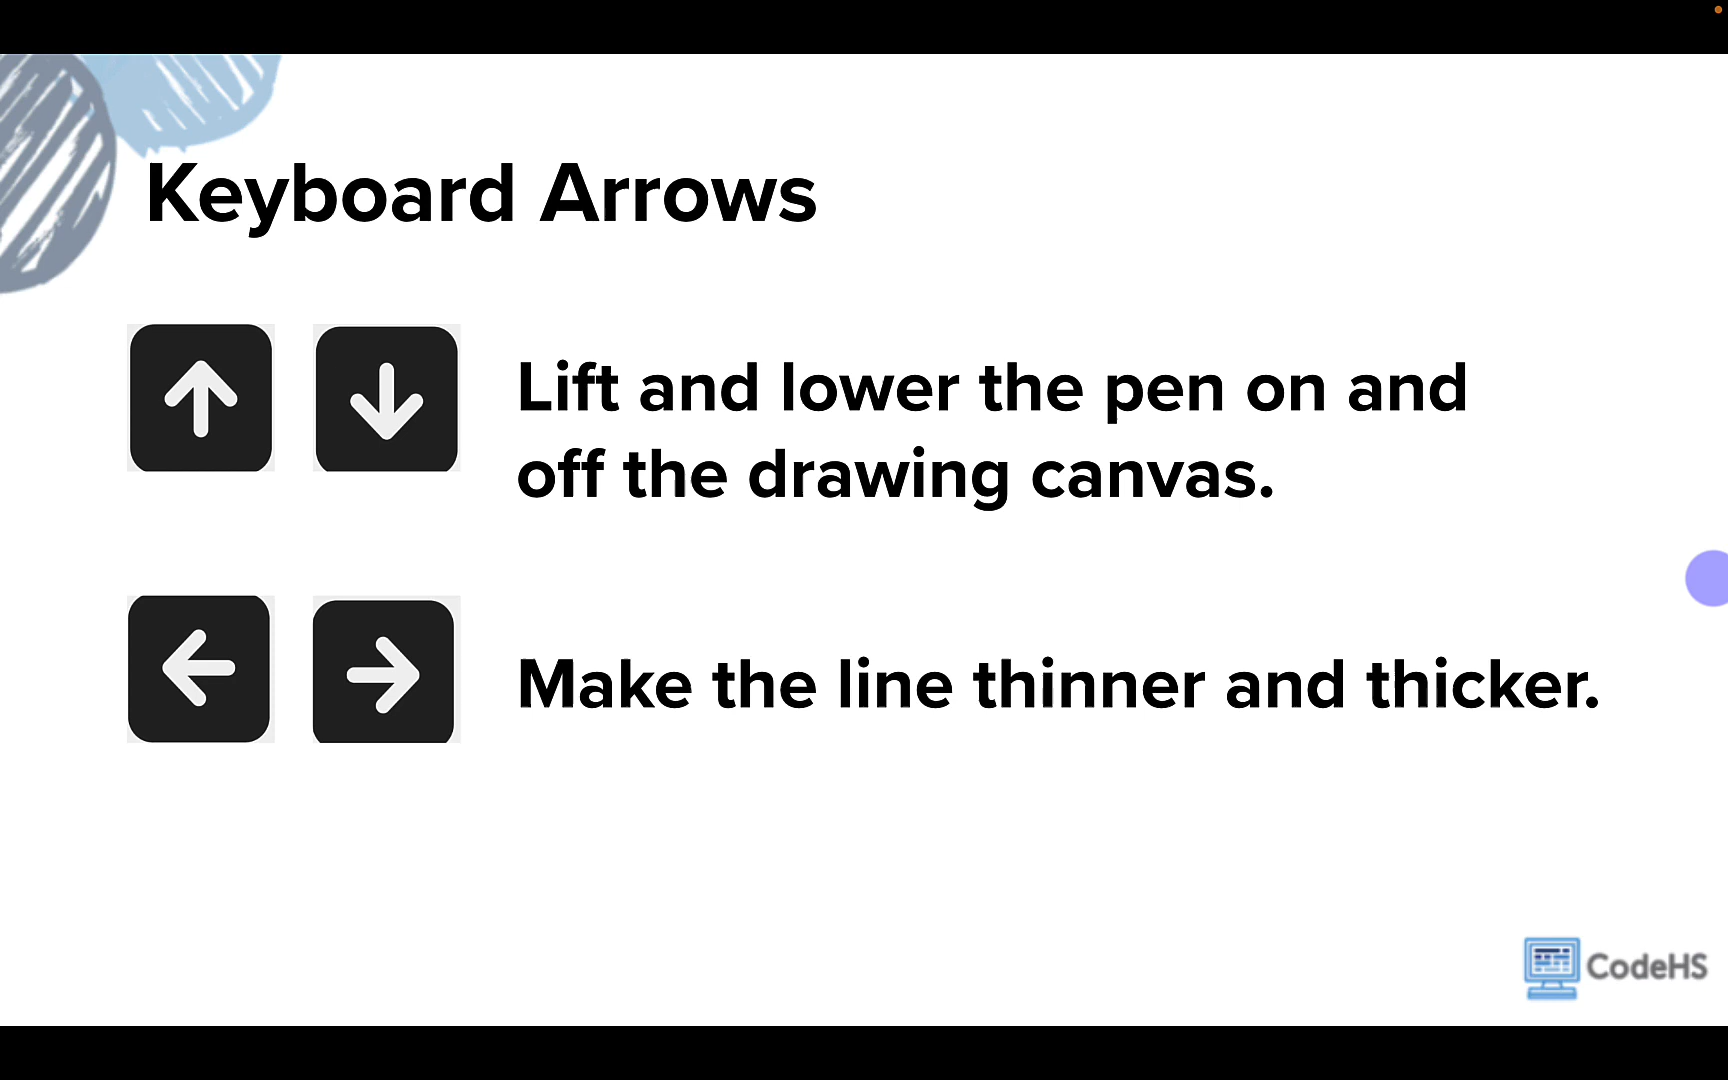 Keyboard Arrows
Lift and lower the pen on and
off the drawing canvas.
Make the line thinner and thicker.
CodeHS